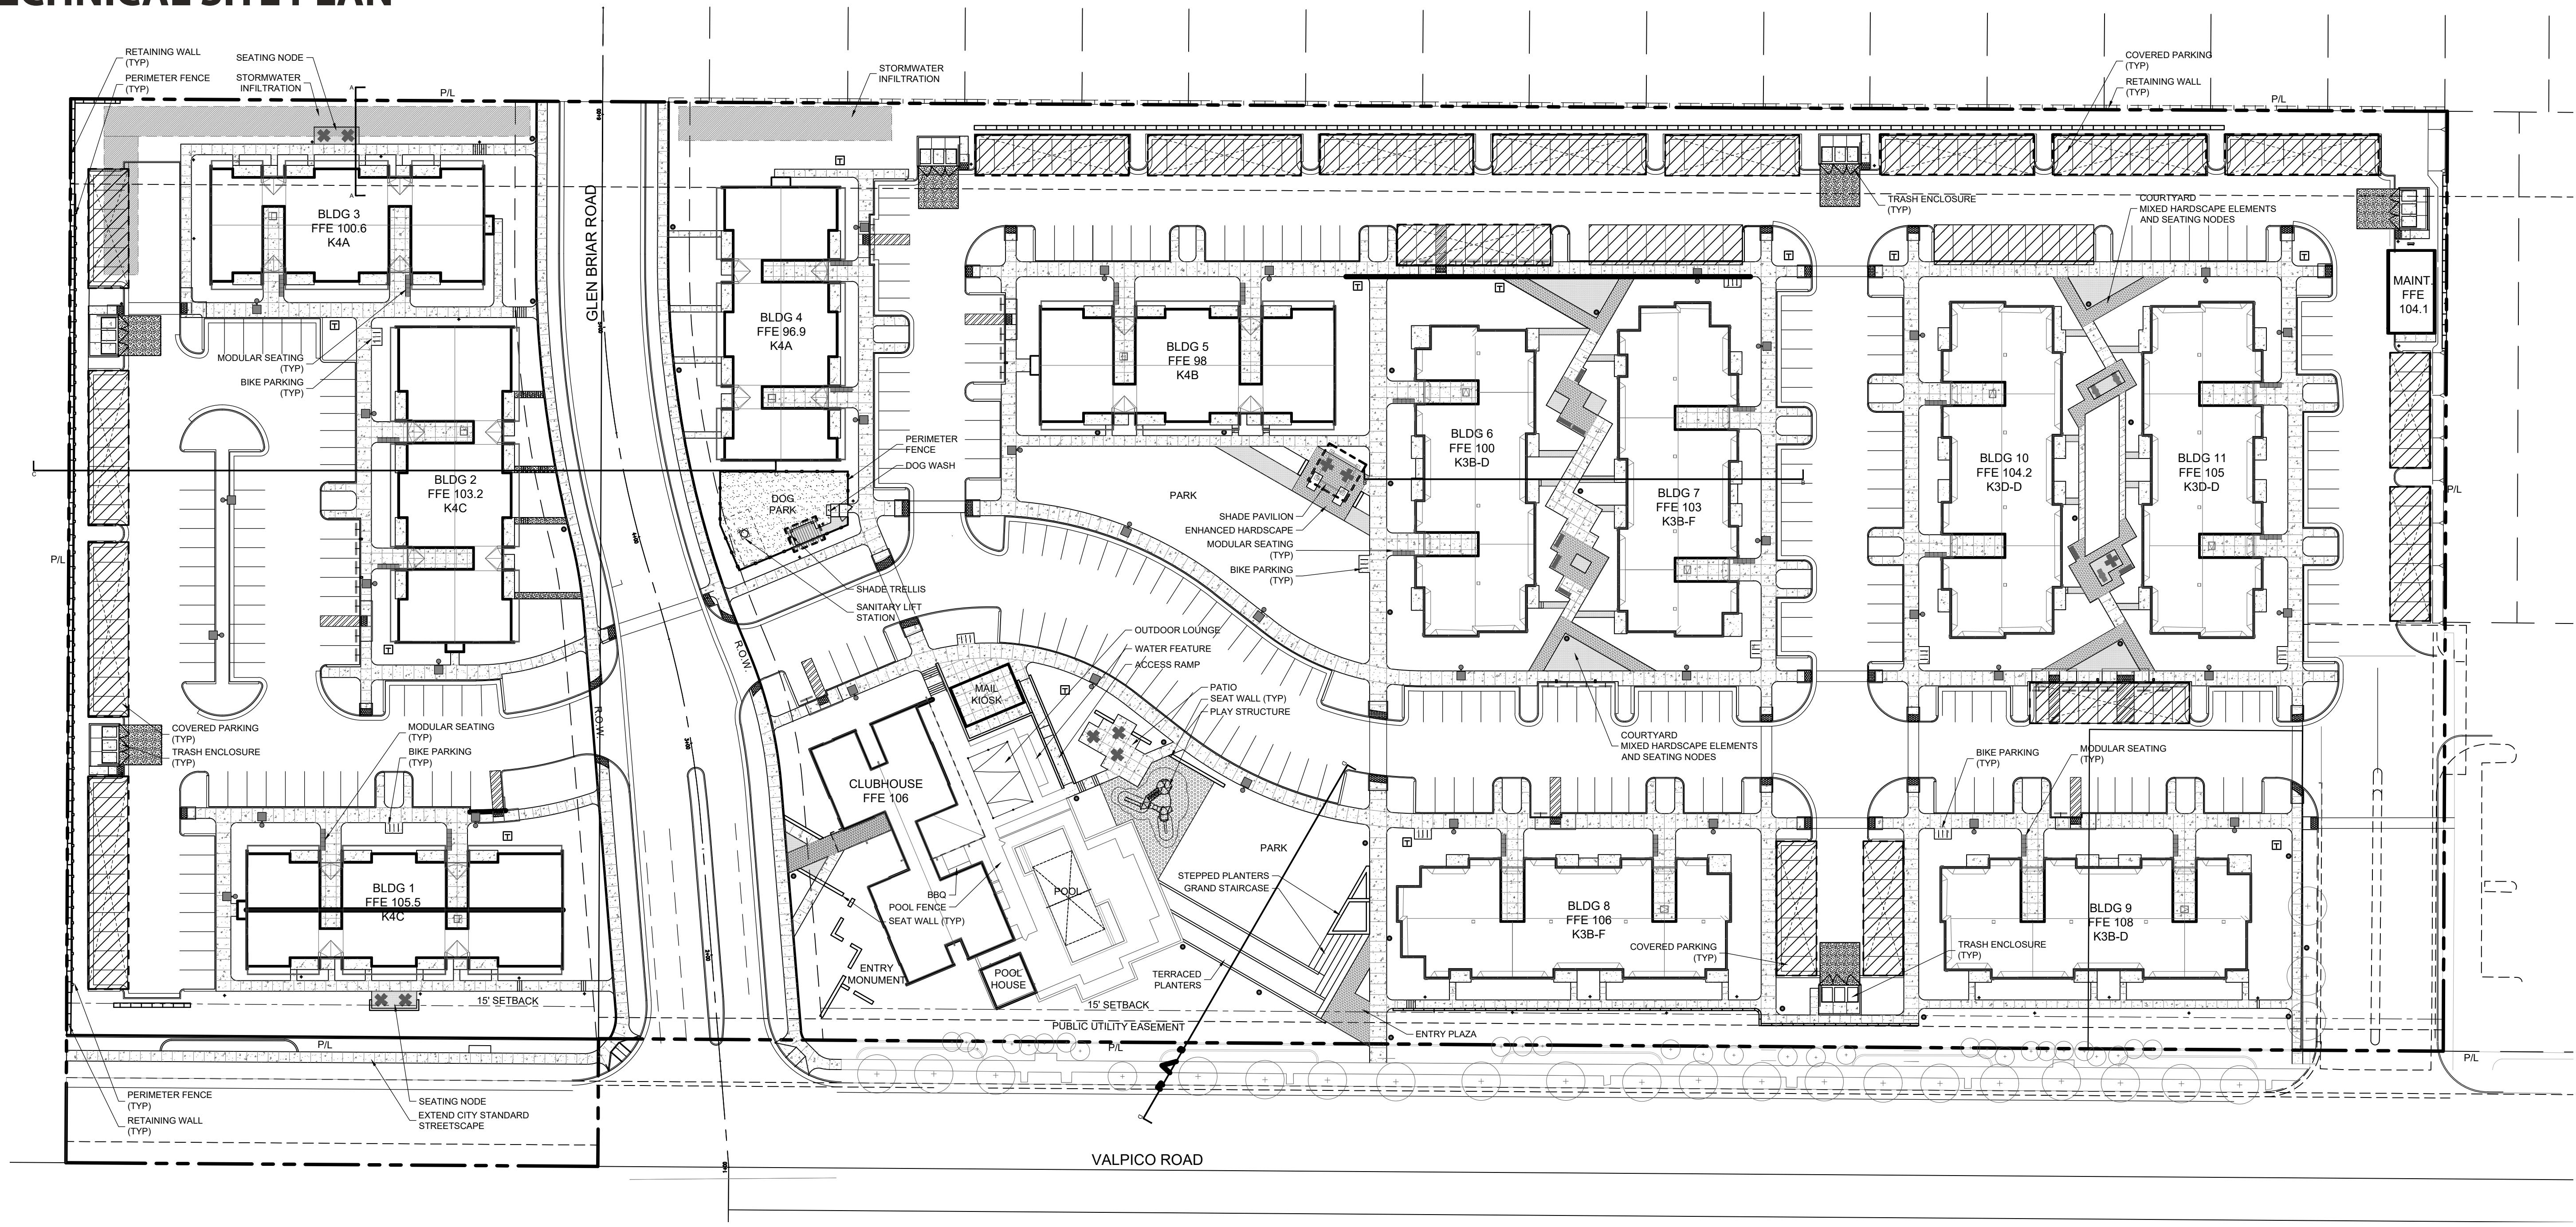 TECHNICAL SITE PLAN
RETAINING WALL
(TYP)
PERIMETER FENCE
(TYP)
SEATING NODE
STORMWATER
INFILTRATION
P/L
STORMWATER
INFILTRATION
COVERED PARKING
(TYP)
RETAINING WALL
(TYP)
P/L
GLEN BRIAR ROAD
BLDG 3
FFE 100.6
K4A
MODULAR SEATING
(TYP)
BIKE PARKING
(TYP)
BLDG 4
FFE 96.9
K4A
BLDG 5
FFE 98
K4B
TRASH ENCLOSURE
(TYP)
COURTYARD
MIXED HARDSCAPE ELEMENTS
AND SEATING NODES
MAINT.
FFE
104.1
BLDG 2
FFE 103.2
K4C
PERIMETER
FENCE
DOG WASH
DOG
PARK
SHADE TRELLIS
SANITARY LIFT
STATION
PARK
SHADE PAVILION
ENHANCED HARDSCAPE
MODULAR SEATING
(TYP)
BIKE PARKING
(TYP)
BLDG 6
FFE 100
K3B-D
BLDG 7
FFE 103
K3B-F
BLDG 10
FFE 104.2
K3D-D
BLDG 11
FFE 105
K3D-D
P/L
P/L
R.O.W.
R.O.W.
OUTDOOR LOUNGE
WATER FEATURE
ACCESS RAMP
MAIL
KIOSK
PATIO
SEAT WALL (TYP)
PLAY STRUCTURE
COVERED PARKING
(TYP)
TRASH ENCLOSURE
(TYP)
MODULAR SEATING
(TYP)
BIKE PARKING
(TYP)
COURTYARD
MIXED HARDSCAPE ELEMENTS
AND SEATING NODES
BIKE PARKING
(TYP)
MODULAR SEATING
(TYP)
CLUBHOUSE
FFE 106
BLDG 1
FFE 105.5
K4C
BBQ
POOL FENCE
SEAT WALL (TYP)
POOL
PARK
STEPPED PLANTERS
GRAND STAIRCASE
BLDG 8
FFE 106
K3B-F
COVERED PARKING
(TYP)
BLDG 9
FFE 108
K3B-D
TRASH ENCLOSURE
(TYP)
ENTRY
MONUMENT
POOL
HOUSE
TERRACED
PLANTERS
15' SETBACK
15' SETBACK
PUBLIC UTILITY EASEMENT
ENTRY PLAZA
P/L
P/L
P/L
PERIMETER FENCE
(TYP)
RETAINING WALL
(TYP)
SEATING NODE
EXTEND CITY STANDARD
STREETSCAPE
VALPICO ROAD